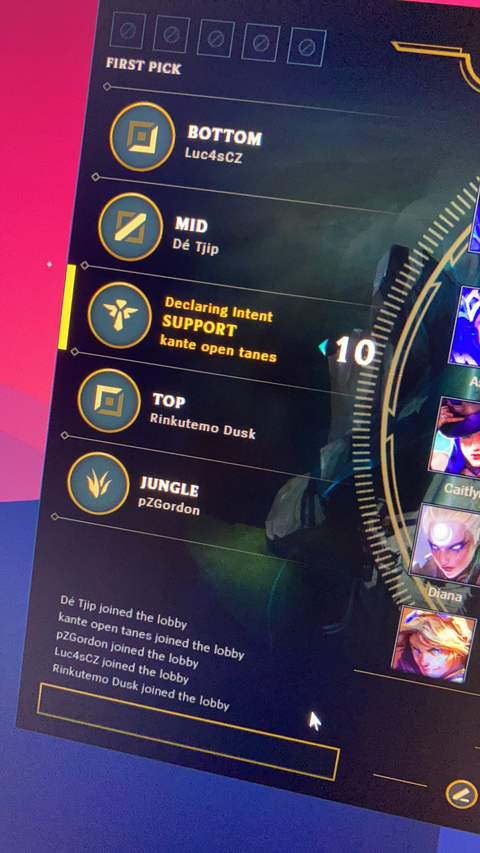 FIRST PICK
BOTTOM
Luc4sCZ
MID
Dé Tjip
Declaring Intent
SUPPORT
kante open tanes
10
TOP
Rinkutemo Dusk
JUNGLE
pZGordon
Caitly
Diana
Dé Tjip joined the lobby
kante open tanes joined the lobby
pZGordon joined the lobby
Luc4sCZ joined the lobby
Rinkutemo Dusk joined the lobby